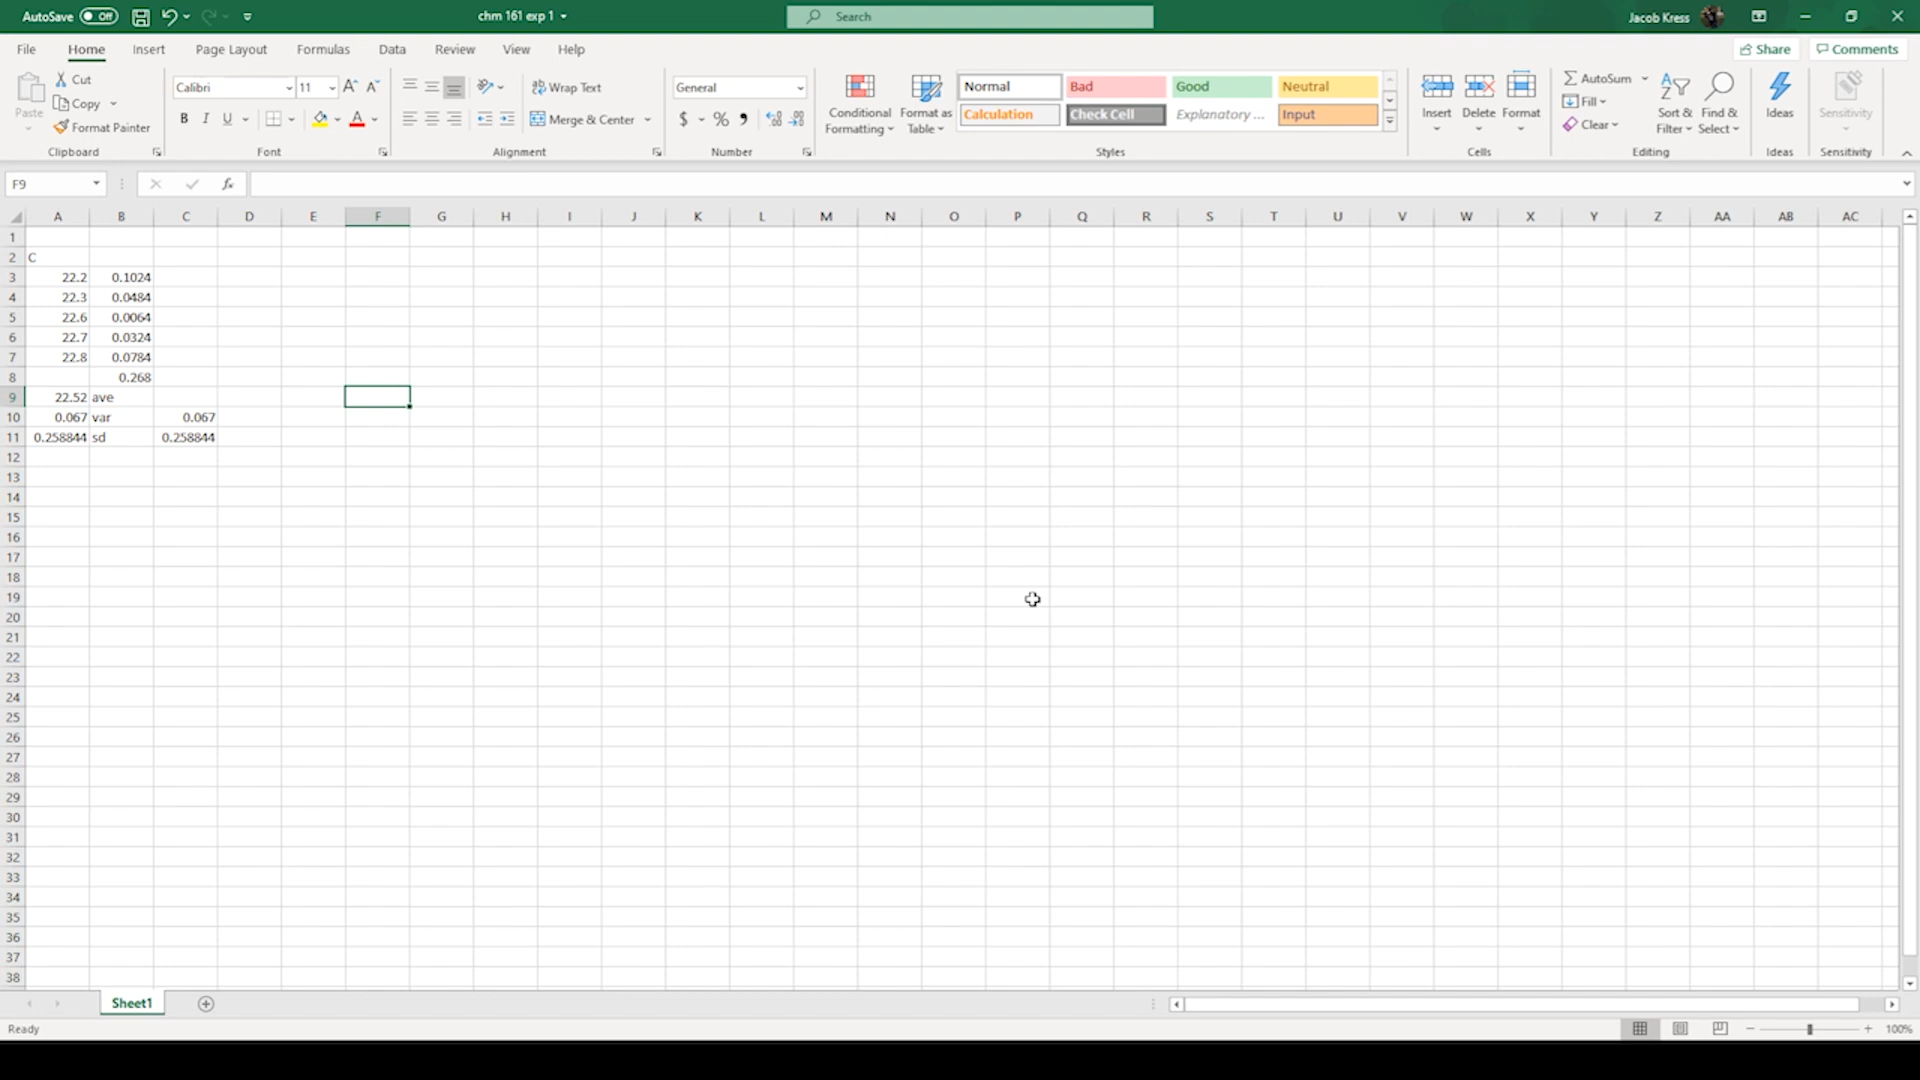 AutoSave Off chm 161 exp 1 Search Jacob Kress
File Home Insert Page Layout Formulas Data Review View Help Share Comments
Paste Cut Copy Format Painter Clipboard
Calibri 11 A A B I U A Font
Wrap Text Merge & Center Alignment
General $ % , Number
Conditional Formatting Format as Table Normal Bad Good Neutral
Calculation Check Cell Explanatory ... Input Styles
Insert Delete Format Cells
AutoSum Fill Clear Sort & Filter Find & Select Editing
Ideas Ideas
Sensitivity Sensitivity
F9 fx
A B C D E F G H I J K L M N O P Q R S T U V W X Y Z AA AB AC
1
2 C
3 22.2 0.1024
4 22.3 0.0484
5 22.6 0.0064
6 22.7 0.0324
7 22.8 0.0784
8 0.268
9 22.52 ave
10 0.067 var 0.067
11 0.258844 sd 0.258844
12
13
14
15
16
17
18
19
20
21
22
23
24
25
26
27
28
29
30
31
32
33
34
35
36
37
38
Sheet1
Ready 100%